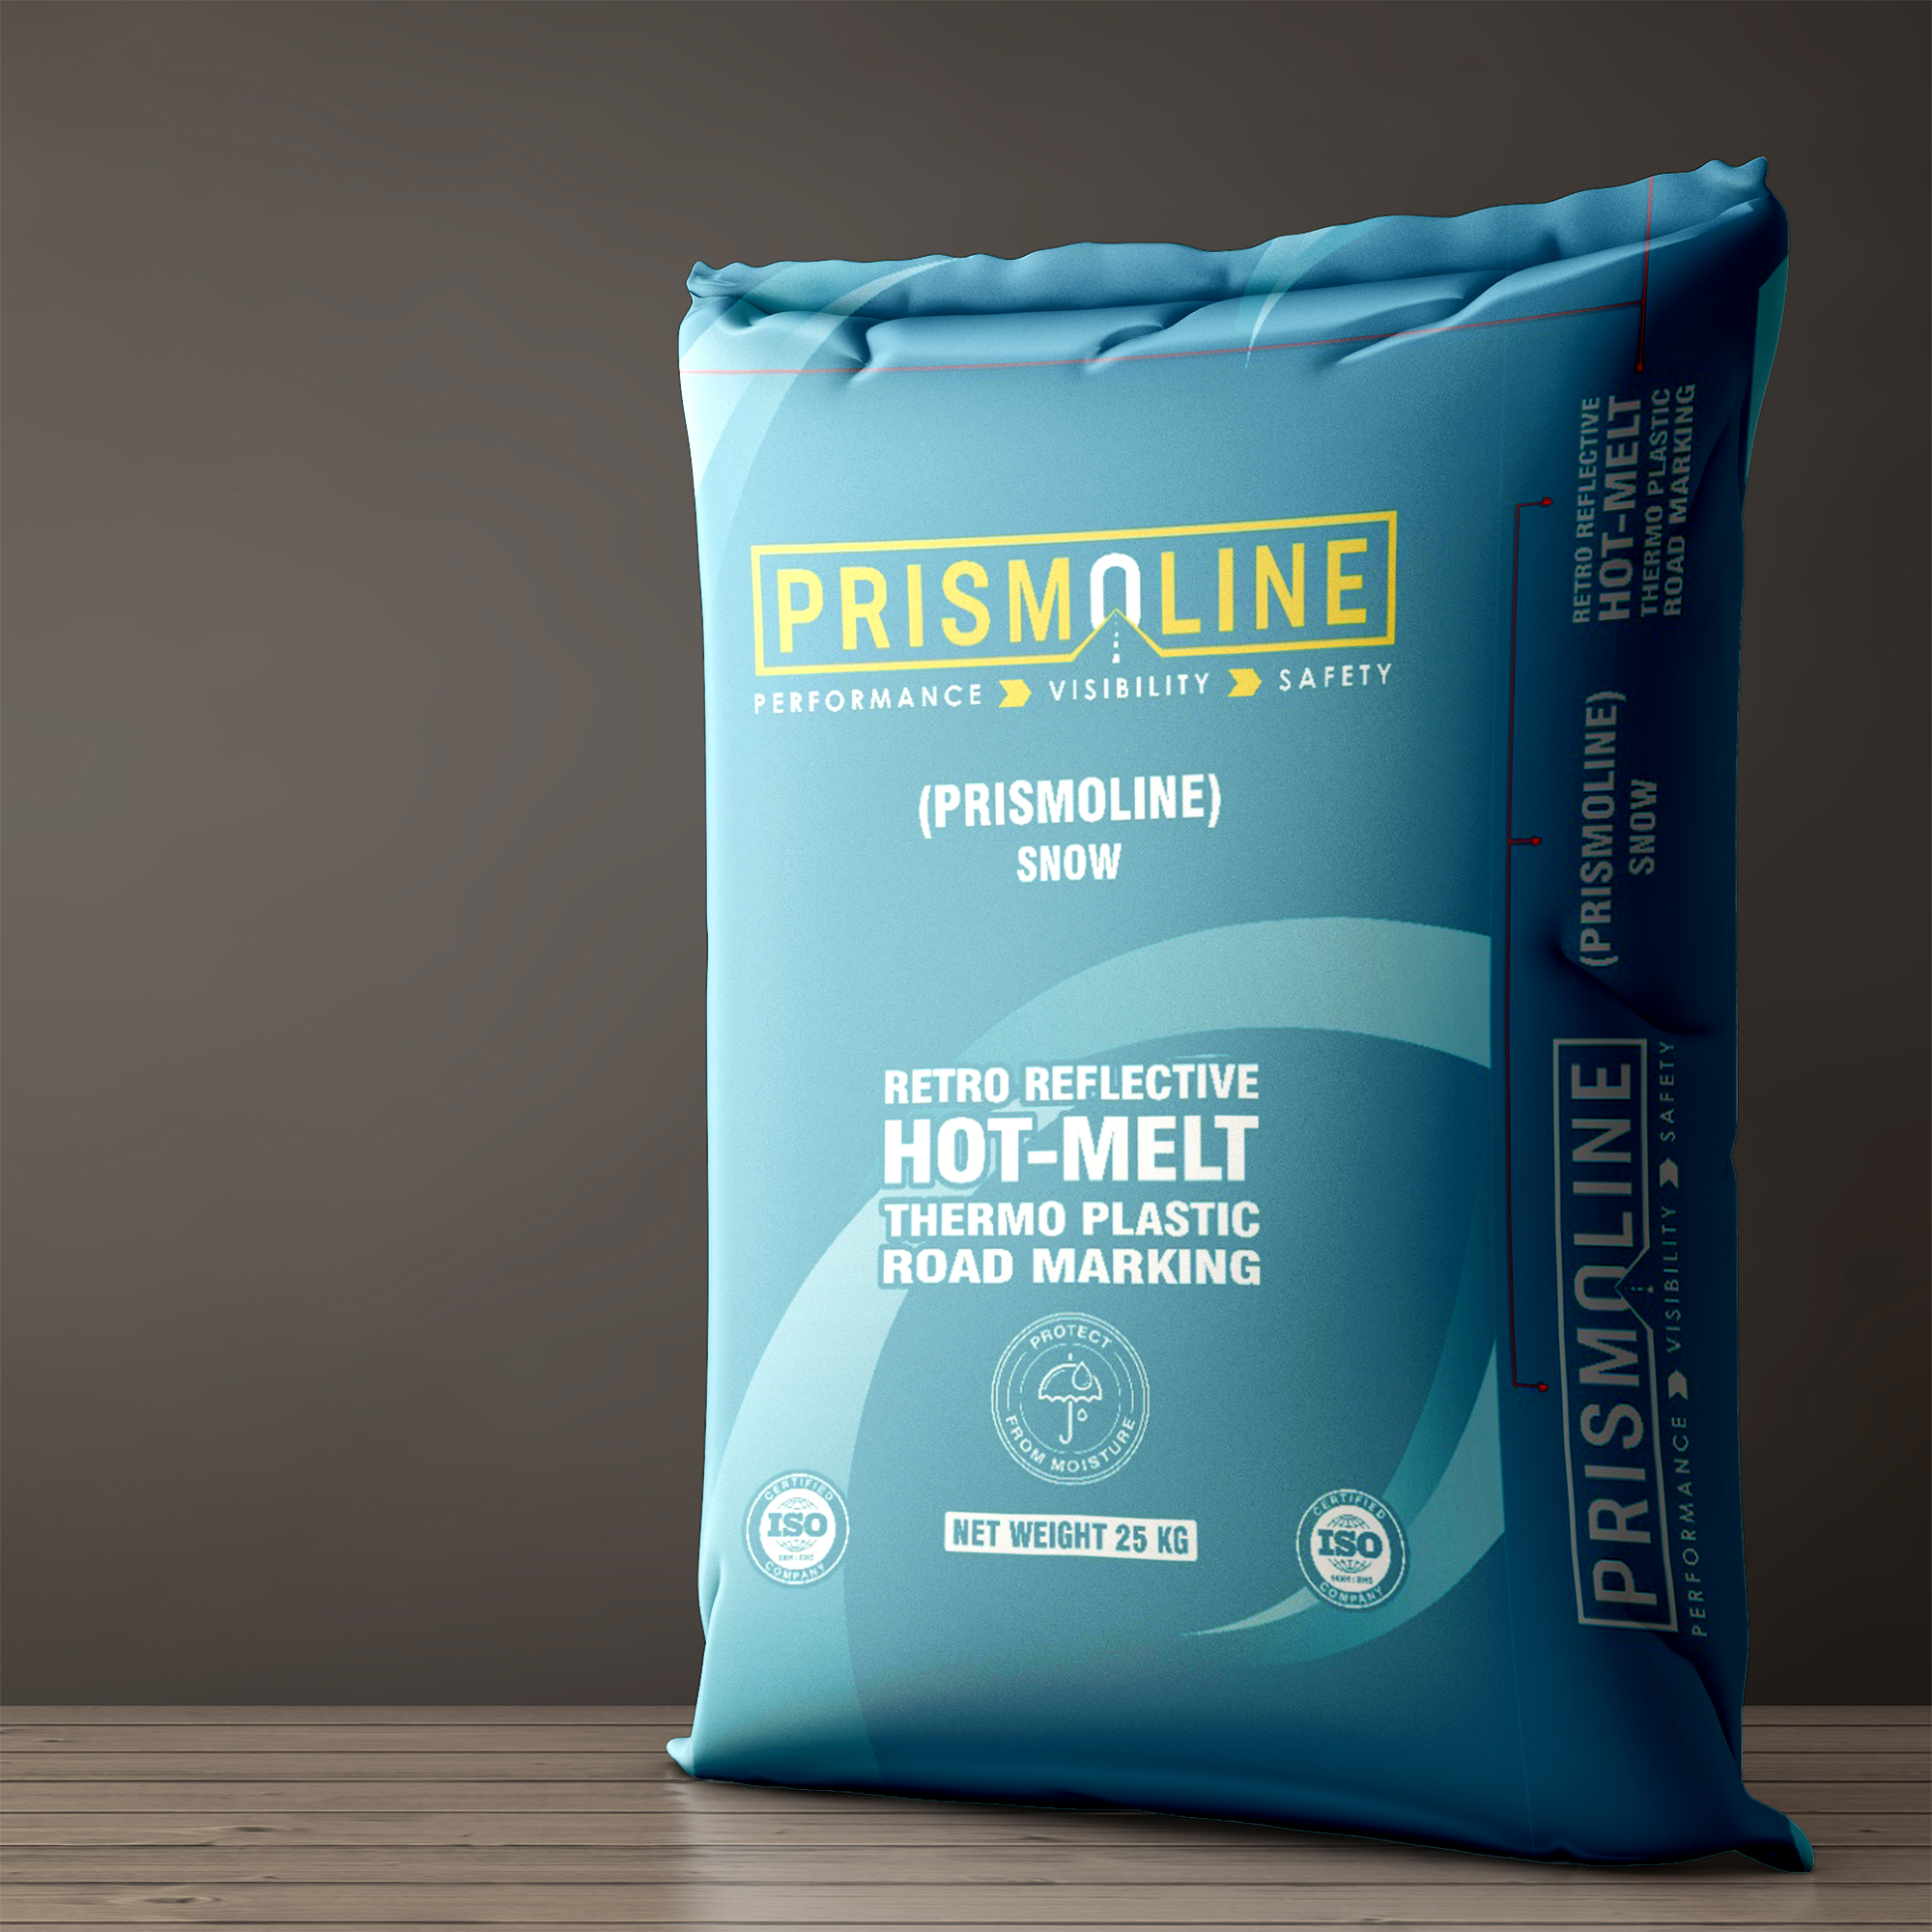 PRISMOLINE
PERFORMANCE VISIBILITY SAFETY
(PRISMOLINE)
SNOW
RETRO REFLECTIVE
HOT-MELT
THERMO PLASTIC
ROAD MARKING
PROTECT
FROM MOISTURE
CERTIFIED
ISO
COMPANY
NET WEIGHT 25 KG
CERTIFIED
ISO
COMPANY
RETRO REFLECTIVE
HOT-MELT
THERMO PLASTIC
ROAD MARKING
(PRISMOLINE)
SNOW
PRISMOLINE
PERFORMANCE VISIBILITY SAFETY